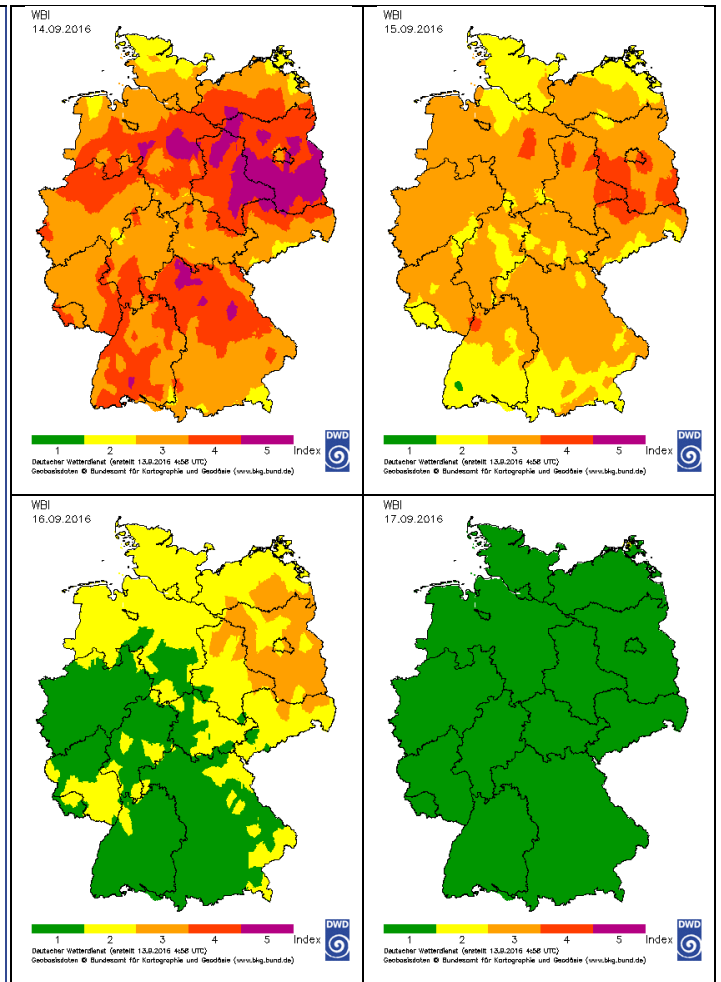 WBI
14.09.2016
1 2 3 4 5 Index
DWD
Deutscher Wetterdienst (erstellt 13.9.2016 4:58 UTC)
Geobasisdaten © Bundesamt für Kartographie und Geodäsie (www.bkg.bund.de)
WBI
15.09.2016
1 2 3 4 5 Index
DWD
Deutscher Wetterdienst (erstellt 13.9.2016 4:58 UTC)
Geobasisdaten © Bundesamt für Kartographie und Geodäsie (www.bkg.bund.de)
WBI
16.09.2016
1 2 3 4 5 Index
DWD
Deutscher Wetterdienst (erstellt 13.9.2016 4:58 UTC)
Geobasisdaten © Bundesamt für Kartographie und Geodäsie (www.bkg.bund.de)
WBI
17.09.2016
1 2 3 4 5 Index
DWD
Deutscher Wetterdienst (erstellt 13.9.2016 4:58 UTC)
Geobasisdaten © Bundesamt für Kartographie und Geodäsie (www.bkg.bund.de)